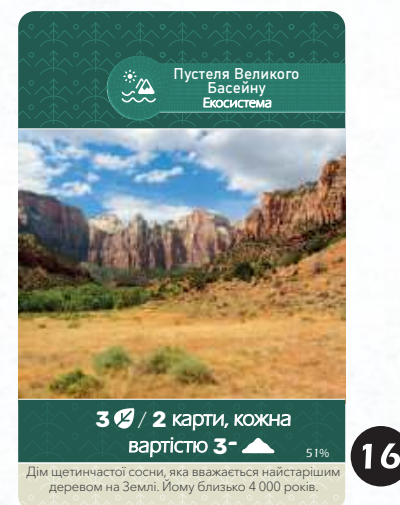 Пустеля Великого
Басейну
Екосистема
3 / 2 карти, кожна
вартістю 3-
51%
16
Дім щетинчастої сосни, яка вважається найстарішим
деревом на Землі. Йому близько 4 000 років.